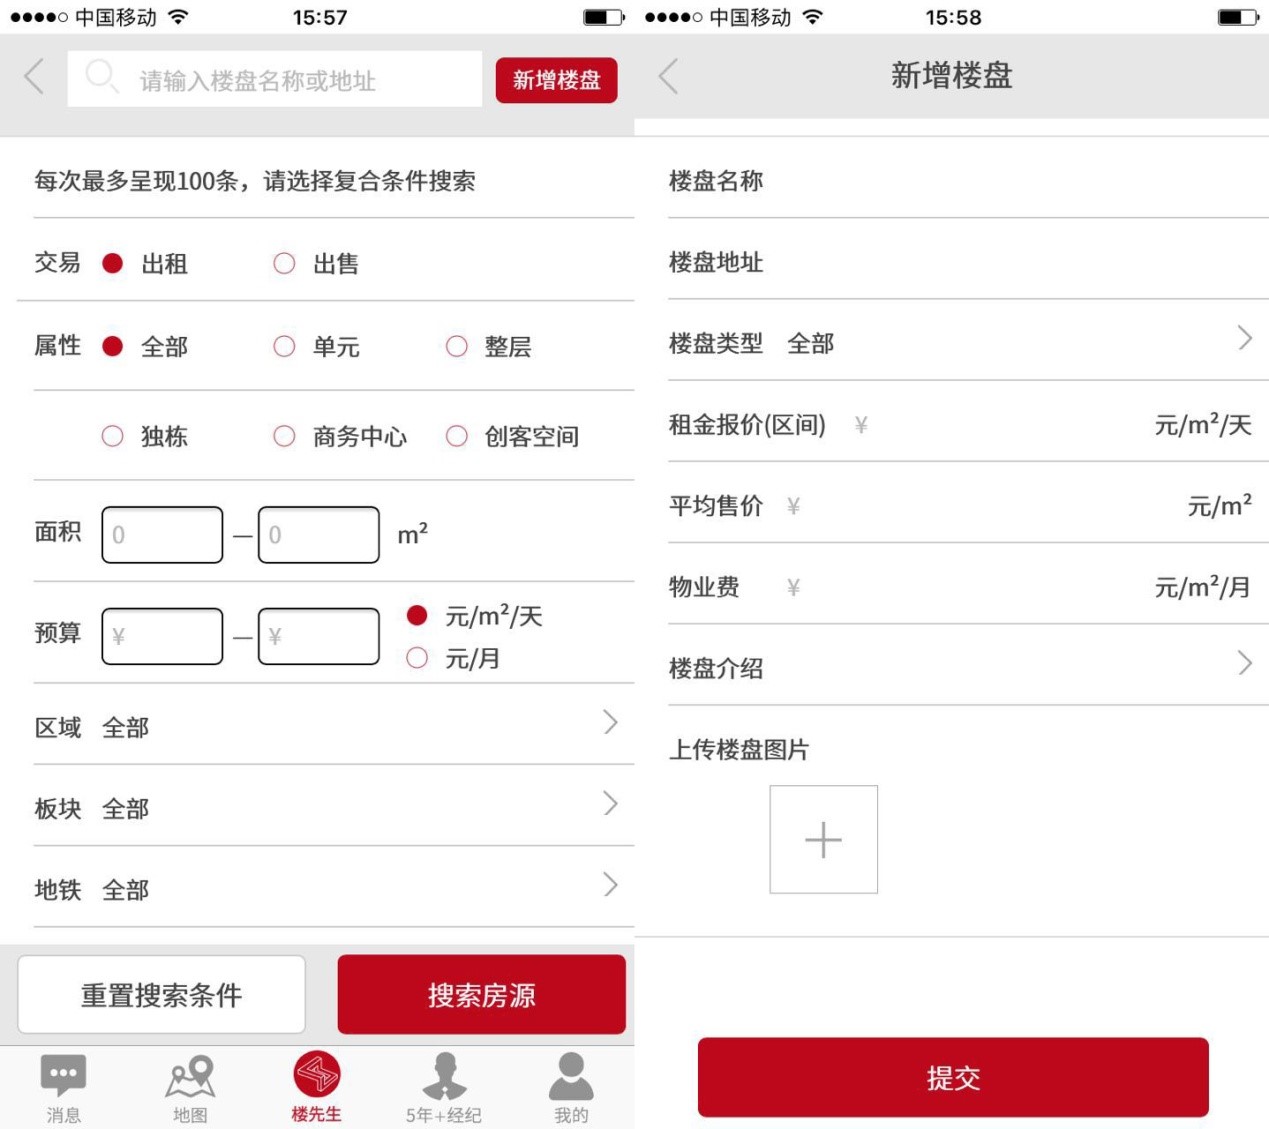 中国移动 15:57
请输入楼盘名称或地址 新增楼盘
每次最多呈现100条，请选择复合条件搜索
交易 出租 出售
属性 全部 单元 整层
独栋 商务中心 创客空间
面积 0 — 0 m²
预算 ¥ — ¥ 元/m²/天
元/月
区域 全部
板块 全部
地铁 全部
重置搜索条件 搜索房源
消息 地图 楼先生 5年+经纪 我的
中国移动 15:58
新增楼盘
楼盘名称
楼盘地址
楼盘类型 全部
租金报价(区间) ¥ 元/m²/天
平均售价 ¥ 元/m²
物业费 ¥ 元/m²/月
楼盘介绍
上传楼盘图片
提交